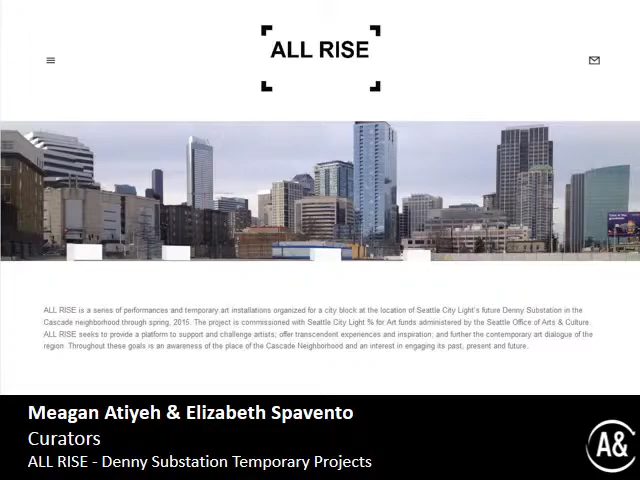 ALL RISE
ALL RISE is a series of performances and temporary art installations organized for a city block at the location of Seattle City Light's future Denny Substation in the
Cascade neighborhood through spring, 2015. The project is commissioned with Seattle City Light % for Art funds administered by the Seattle Office of Arts & Culture.
ALL RISE seeks to provide a platform to support and challenge artists; offer transcendent experiences and inspiration; and further the contemporary art dialogue of the
region. Throughout these goals is an awareness of the place of the Cascade Neighborhood and an interest in engaging its past, present and future.
Meagan Atiyeh & Elizabeth Spavento
Curators
ALL RISE - Denny Substation Temporary Projects
A&